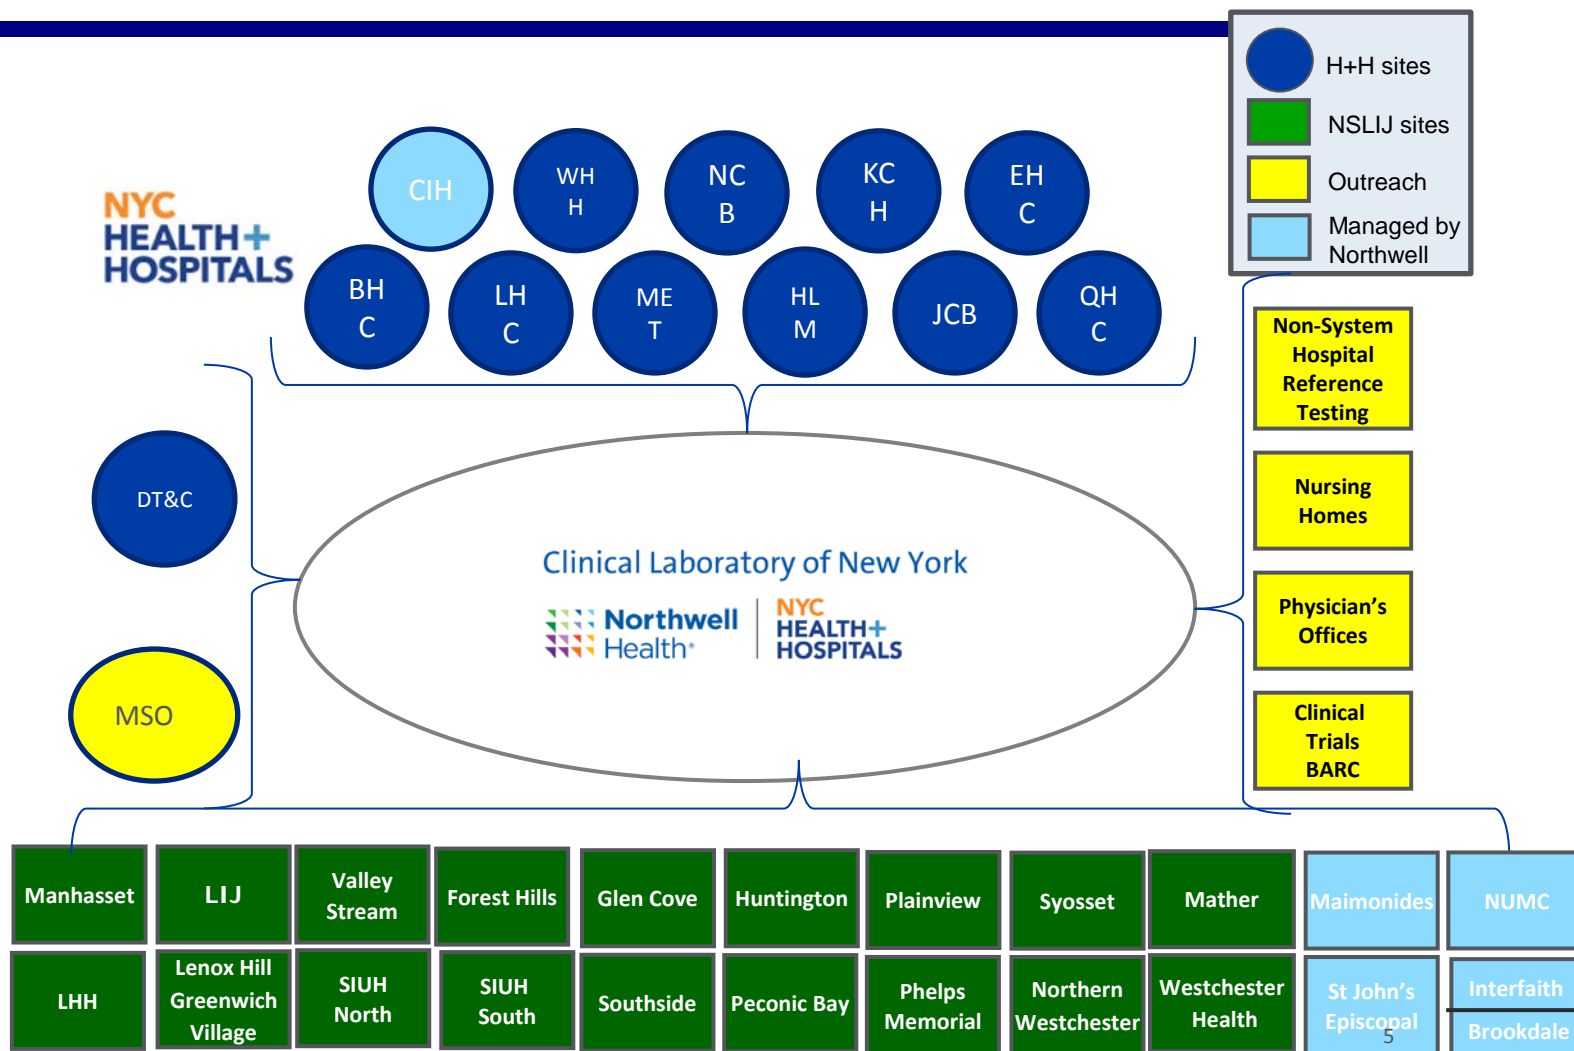 H+H sites
NSLIJ sites
Outreach
Managed by
Northwell
NYC
HEALTH+
HOSPITALS
CIH
WH
H
NC
B
KC
H
EH
C
BH
C
LH
C
ME
T
HL
M
JCB
QH
C
DT&C
MSO
Clinical Laboratory of New York
Northwell
Health
NYC
HEALTH+
HOSPITALS
Non-System
Hospital
Reference
Testing
Nursing
Homes
Physician's
Offices
Clinical
Trials
BARC
Manhasset
LIJ
Valley
Stream
Forest Hills
Glen Cove
Huntington
Plainview
Syosset
Mather
Maimonides
NUMC
LHH
Lenox Hill
Greenwich
Village
SIUH
North
SIUH
South
Southside
Peconic Bay
Phelps
Memorial
Northern
Westchester
Westchester
Health
St John's
Episcopal
Interfaith
Brookdale
5